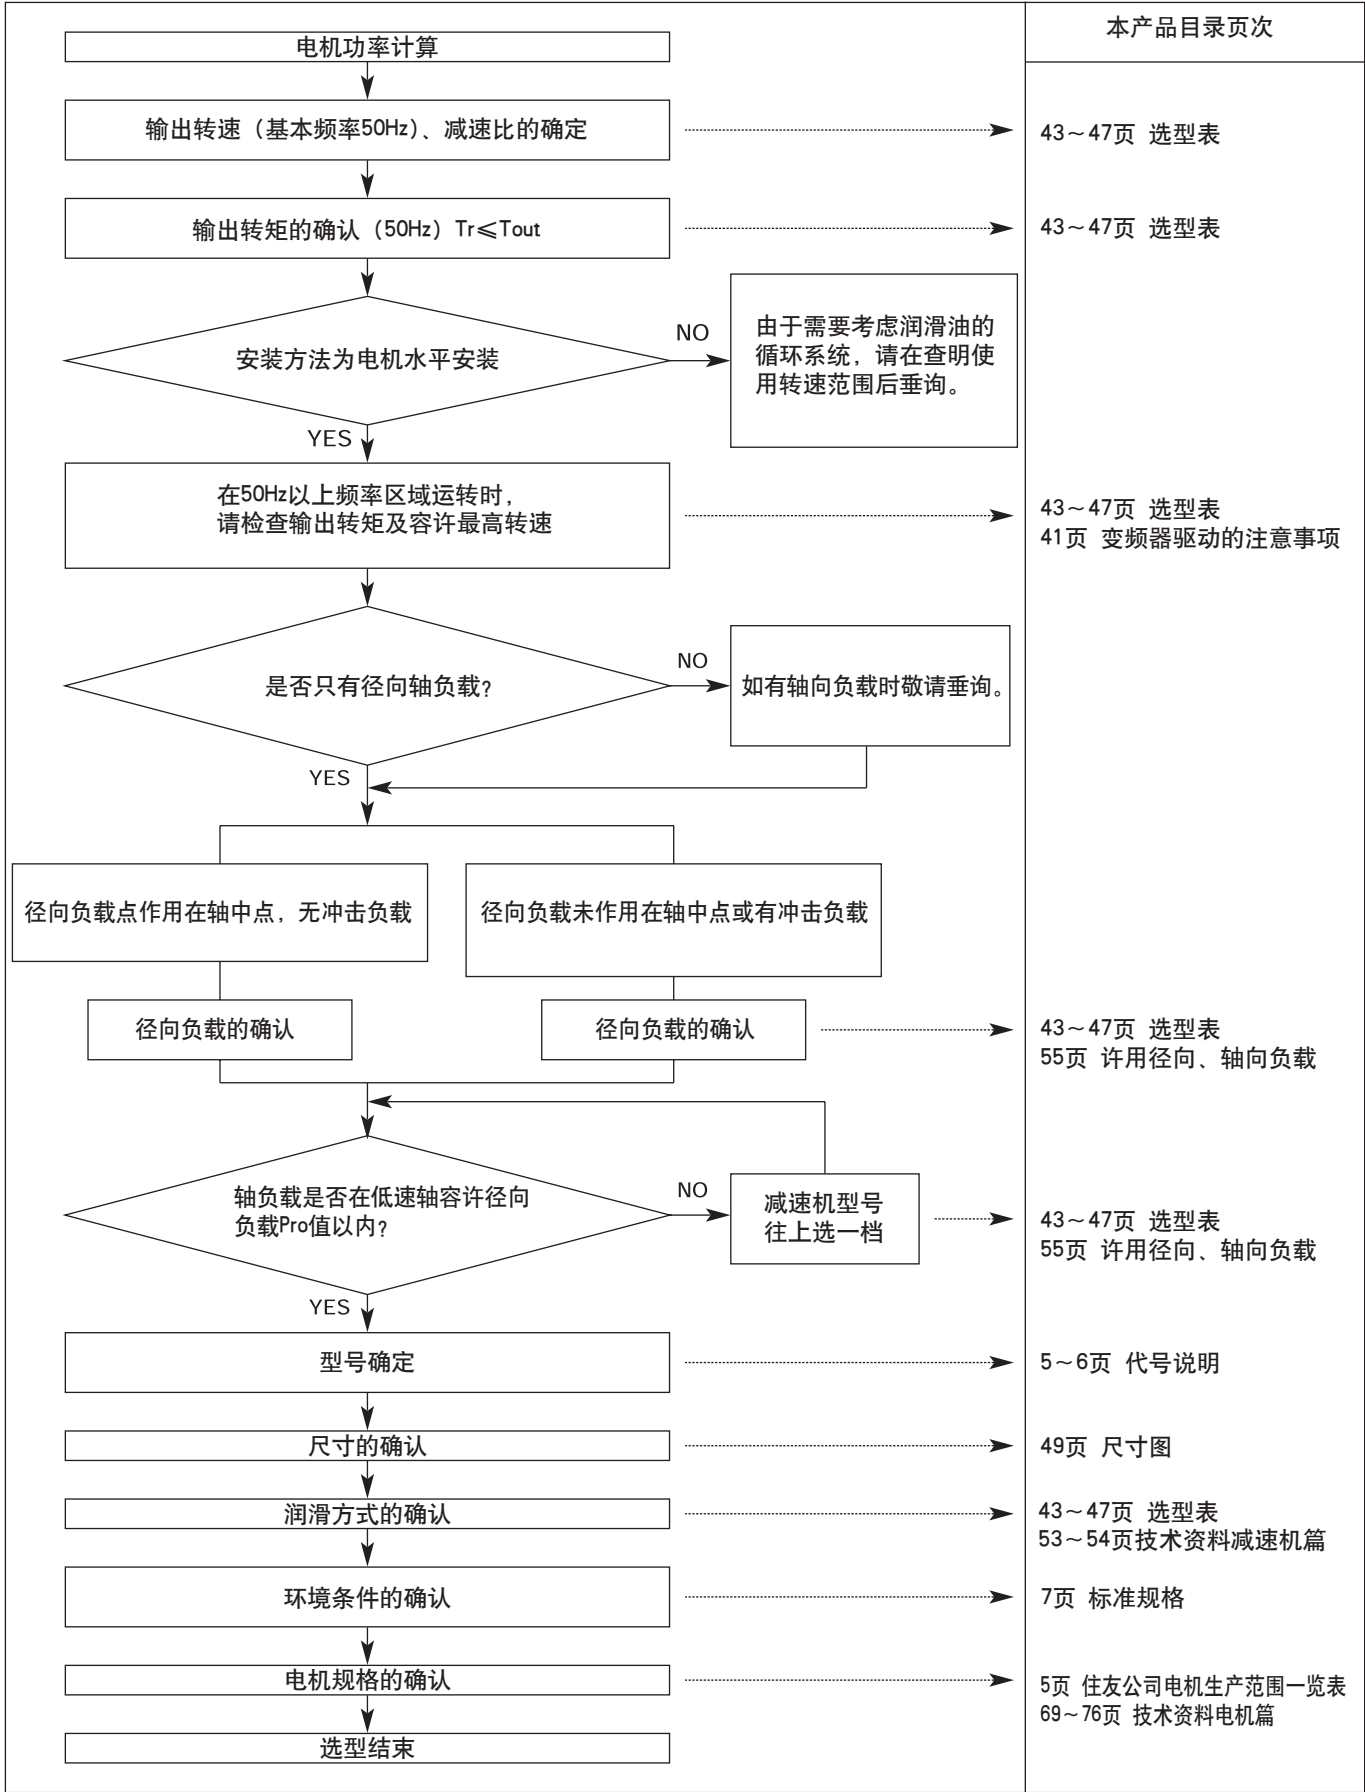 本产品目录页次
电机功率计算
输出转速（基本频率50Hz）、减速比的确定
43～47页 选型表
输出转矩的确认（50Hz）Tr≤Tout
43～47页 选型表
安装方法为电机水平安装
NO
由于需要考虑润滑油的
循环系统，请在查明使
用转速范围后垂询。
YES
在50Hz以上频率区域运转时，
请检查输出转矩及容许最高转速
43～47页 选型表
41页 变频器驱动的注意事项
是否只有径向轴负载？
NO
如有轴向负载时敬请垂询。
YES
径向负载点作用在轴中点，无冲击负载
径向负载未作用在轴中点或有冲击负载
径向负载的确认
径向负载的确认
43～47页 选型表
55页 许用径向、轴向负载
轴负载是否在低速轴容许径向
负载Pro值以内？
NO
减速机型号
往上选一档
43～47页 选型表
55页 许用径向、轴向负载
YES
型号确定
5～6页 代号说明
尺寸的确认
49页 尺寸图
润滑方式的确认
43～47页 选型表
53～54页技术资料减速机篇
环境条件的确认
7页 标准规格
电机规格的确认
5页 住友公司电机生产范围一览表
69～76页 技术资料电机篇
选型结束